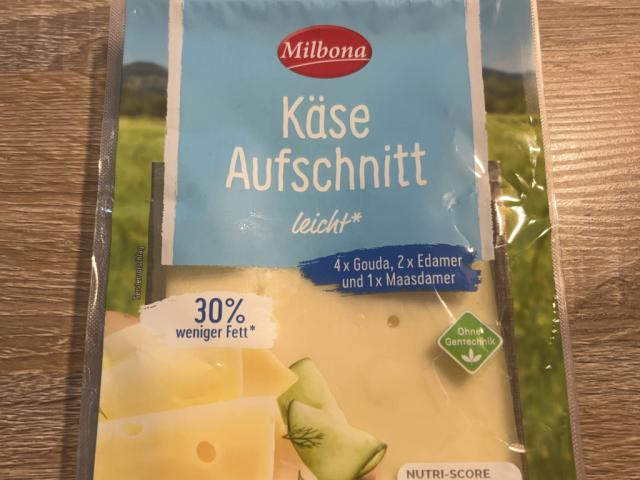 Milbona
Käse
Aufschnitt
leicht*
4 x Gouda, 2 x Edamer
und 1 x Maasdamer
30%
weniger Fett*
Ohne
Gentechnik
NUTRI-SCORE